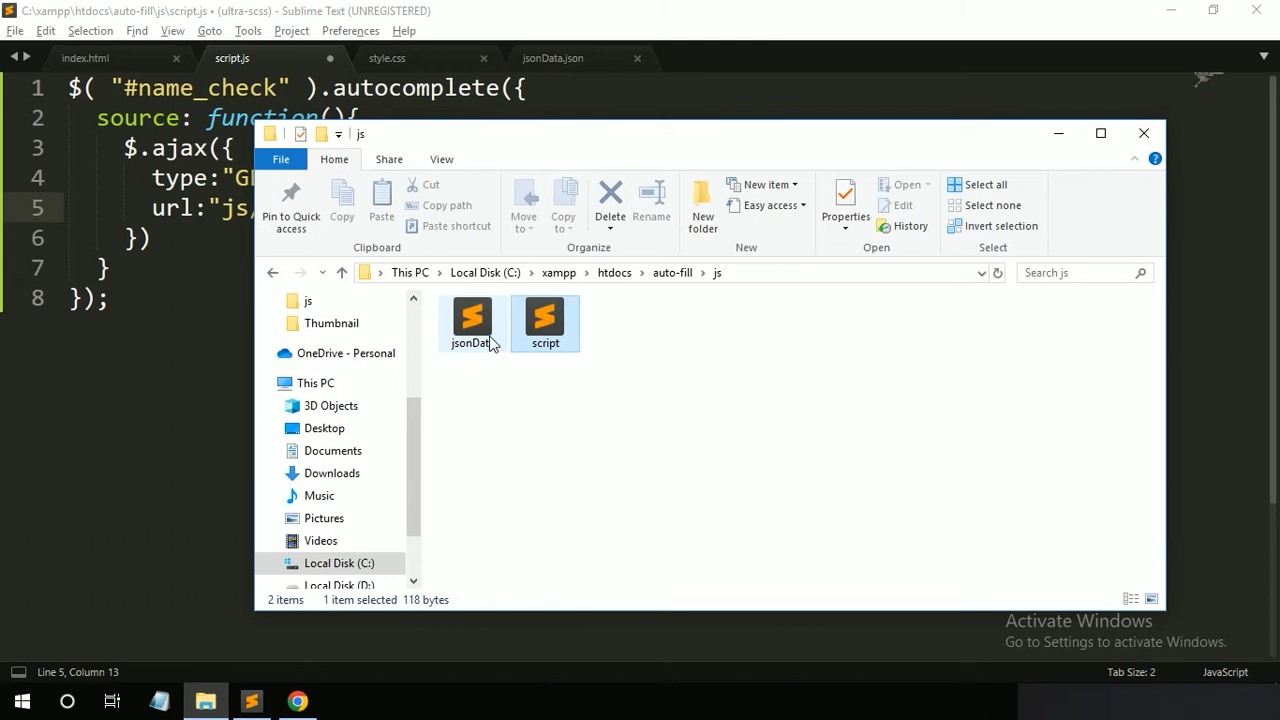 C:\xampp\htdocs\auto-fill\js\script.js • (ultra-scss) - Sublime Text (UNREGISTERED)
File Edit Selection Find View Goto Tools Project Preferences Help
index.html script.js style.css jsonData.json
1 $( "#name_check" ).autocomplete({
2 source: function(){
3 $.ajax({
4 type:"G
5 url:"js
6 })
7 }
8 });
js
File Home Share View
Pin to Quick access
Copy
Paste
Cut
Copy path
Paste shortcut
Clipboard
Move to
Copy to
Delete
Rename
Organize
New folder
New item
Easy access
New
Properties
Open
Edit
History
Open
Select all
Select none
Invert selection
Select
This PC Local Disk (C:) xampp htdocs auto-fill js
Search js
js
Thumbnail
OneDrive - Personal
This PC
3D Objects
Desktop
Documents
Downloads
Music
Pictures
Videos
Local Disk (C:)
Local Disk (D:)
jsonDat
script
2 items 1 item selected 118 bytes
Activate Windows
Go to Settings to activate Windows.
Line 5, Column 13
Tab Size: 2
JavaScript